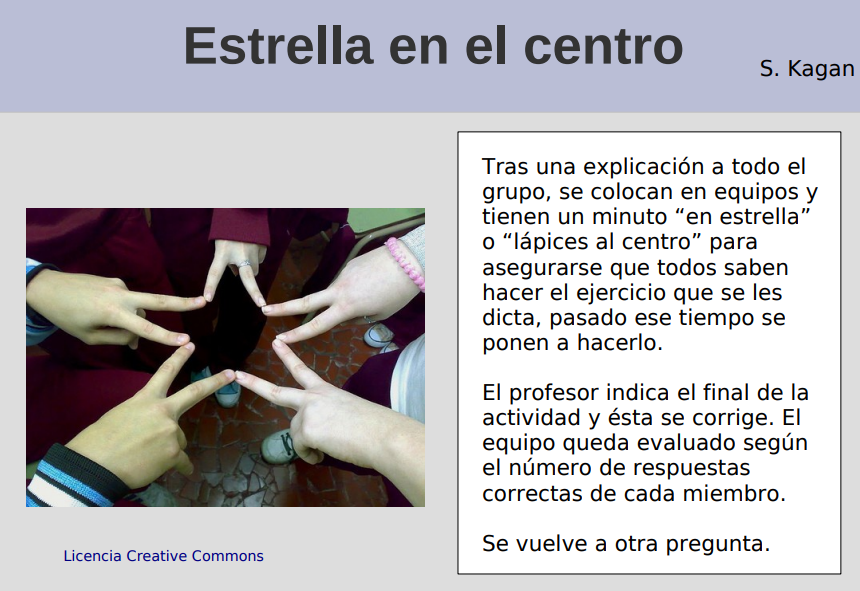 Estrella en el centro
S. Kagan
Tras una explicación a todo el
grupo, se colocan en equipos y
tienen un minuto “en estrella”
o “lápices al centro” para
asegurarse que todos saben
hacer el ejercicio que se les
dicta, pasado ese tiempo se
ponen a hacerlo.
El profesor indica el final de la
actividad y ésta se corrige. El
equipo queda evaluado según
el número de respuestas
correctas de cada miembro.
Se vuelve a otra pregunta.
Licencia Creative Commons